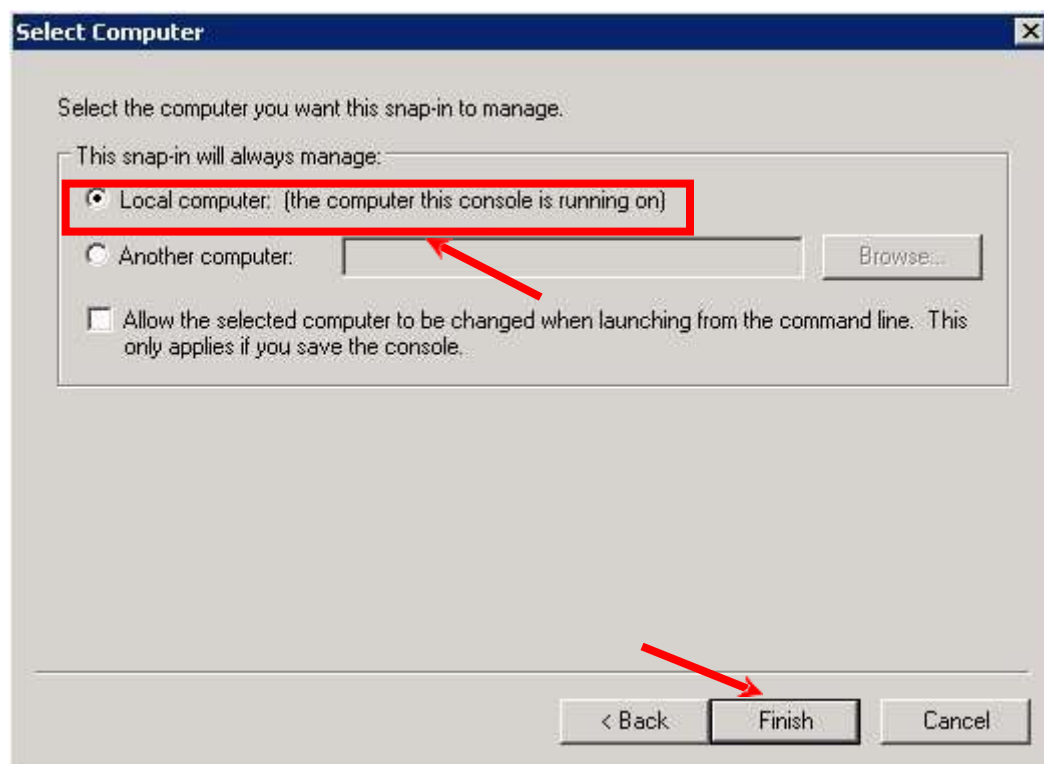 Select Computer
Select the computer you want this snap-in to manage.
This snap-in will always manage:
Local computer: (the computer this console is running on)
Another computer:
Browse...
Allow the selected computer to be changed when launching from the command line. This
only applies if you save the console.
< Back
Finish
Cancel